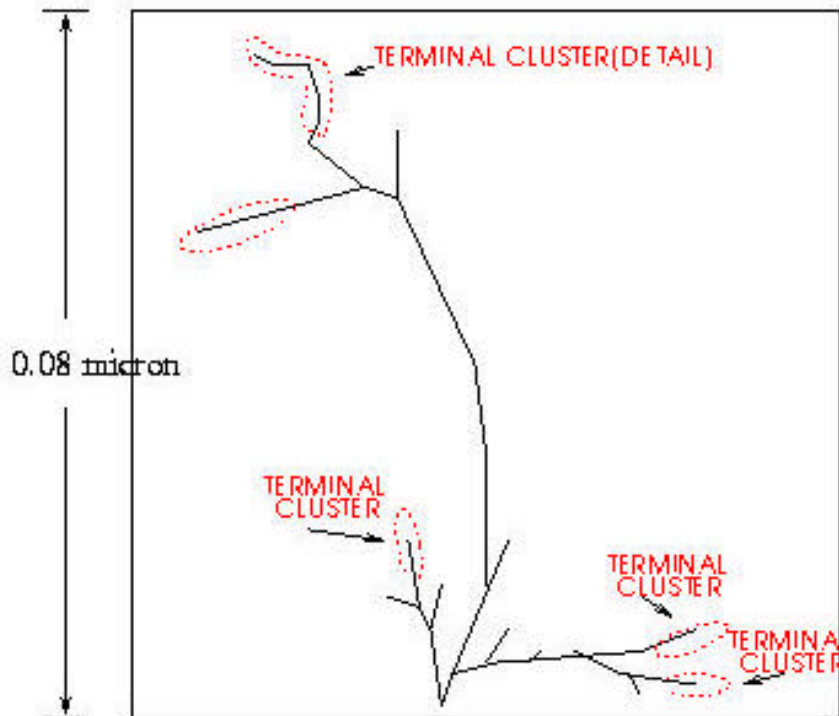 TERMINAL CLUSTER(DETAIL)
0.08 micron
TERMINAL
CLUSTER
TERMINAL
CLUSTER
TERMINAL
CLUSTER